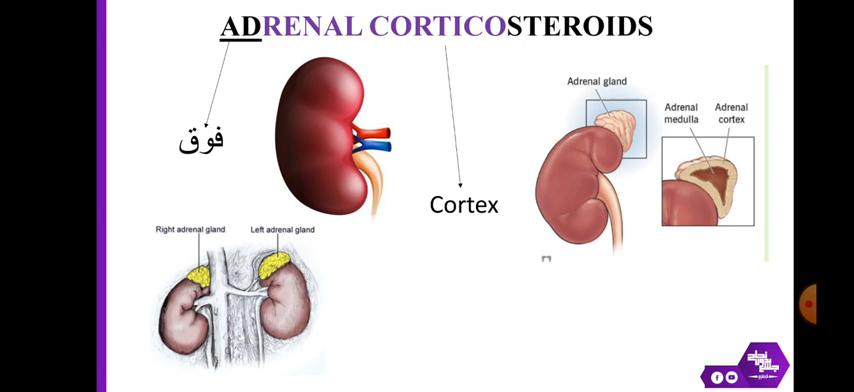 ADRENAL CORTICOSTEROIDS
فوق
Cortex
Adrenal gland
Adrenal medulla
Adrenal cortex
Right adrenal gland
Left adrenal gland